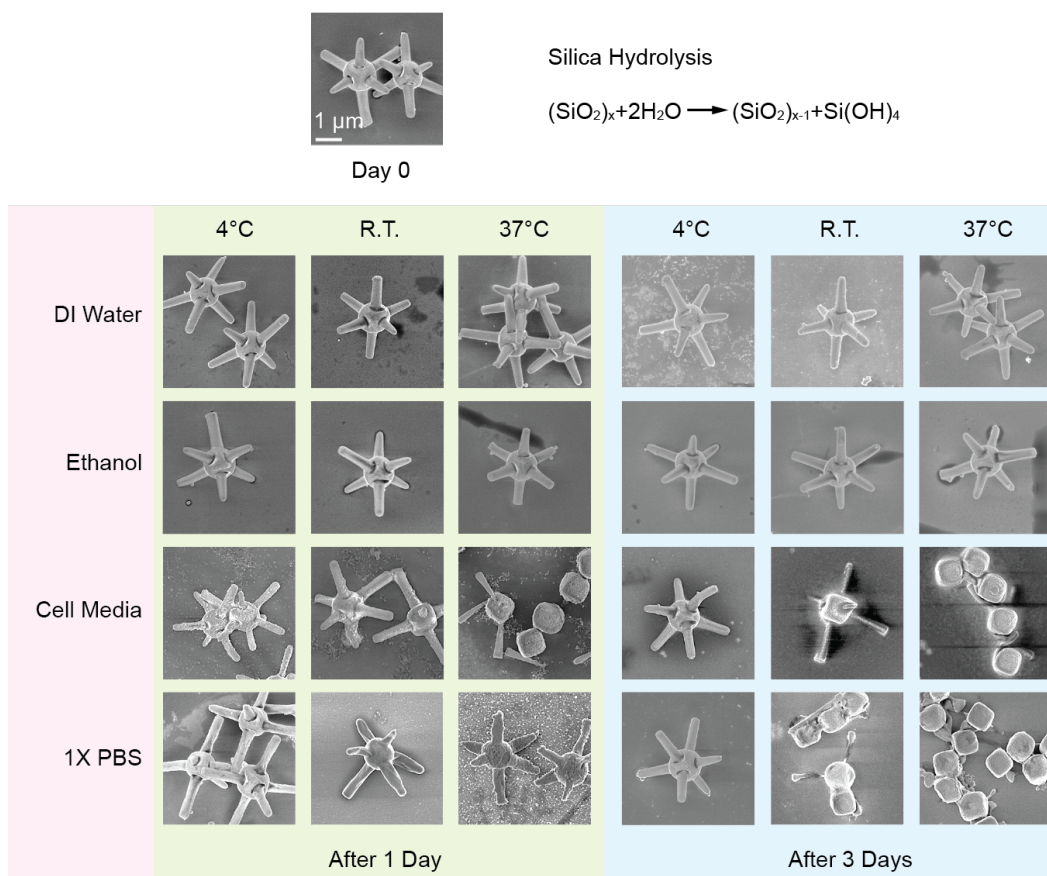 Silica Hydrolysis
1 μm
(SiO₂)ₓ+2H₂O → (SiO₂)ₓ₋₁+Si(OH)₄
Day 0
4°C R.T. 37°C 4°C R.T. 37°C
DI Water
Ethanol
Cell Media
1X PBS
After 1 Day After 3 Days